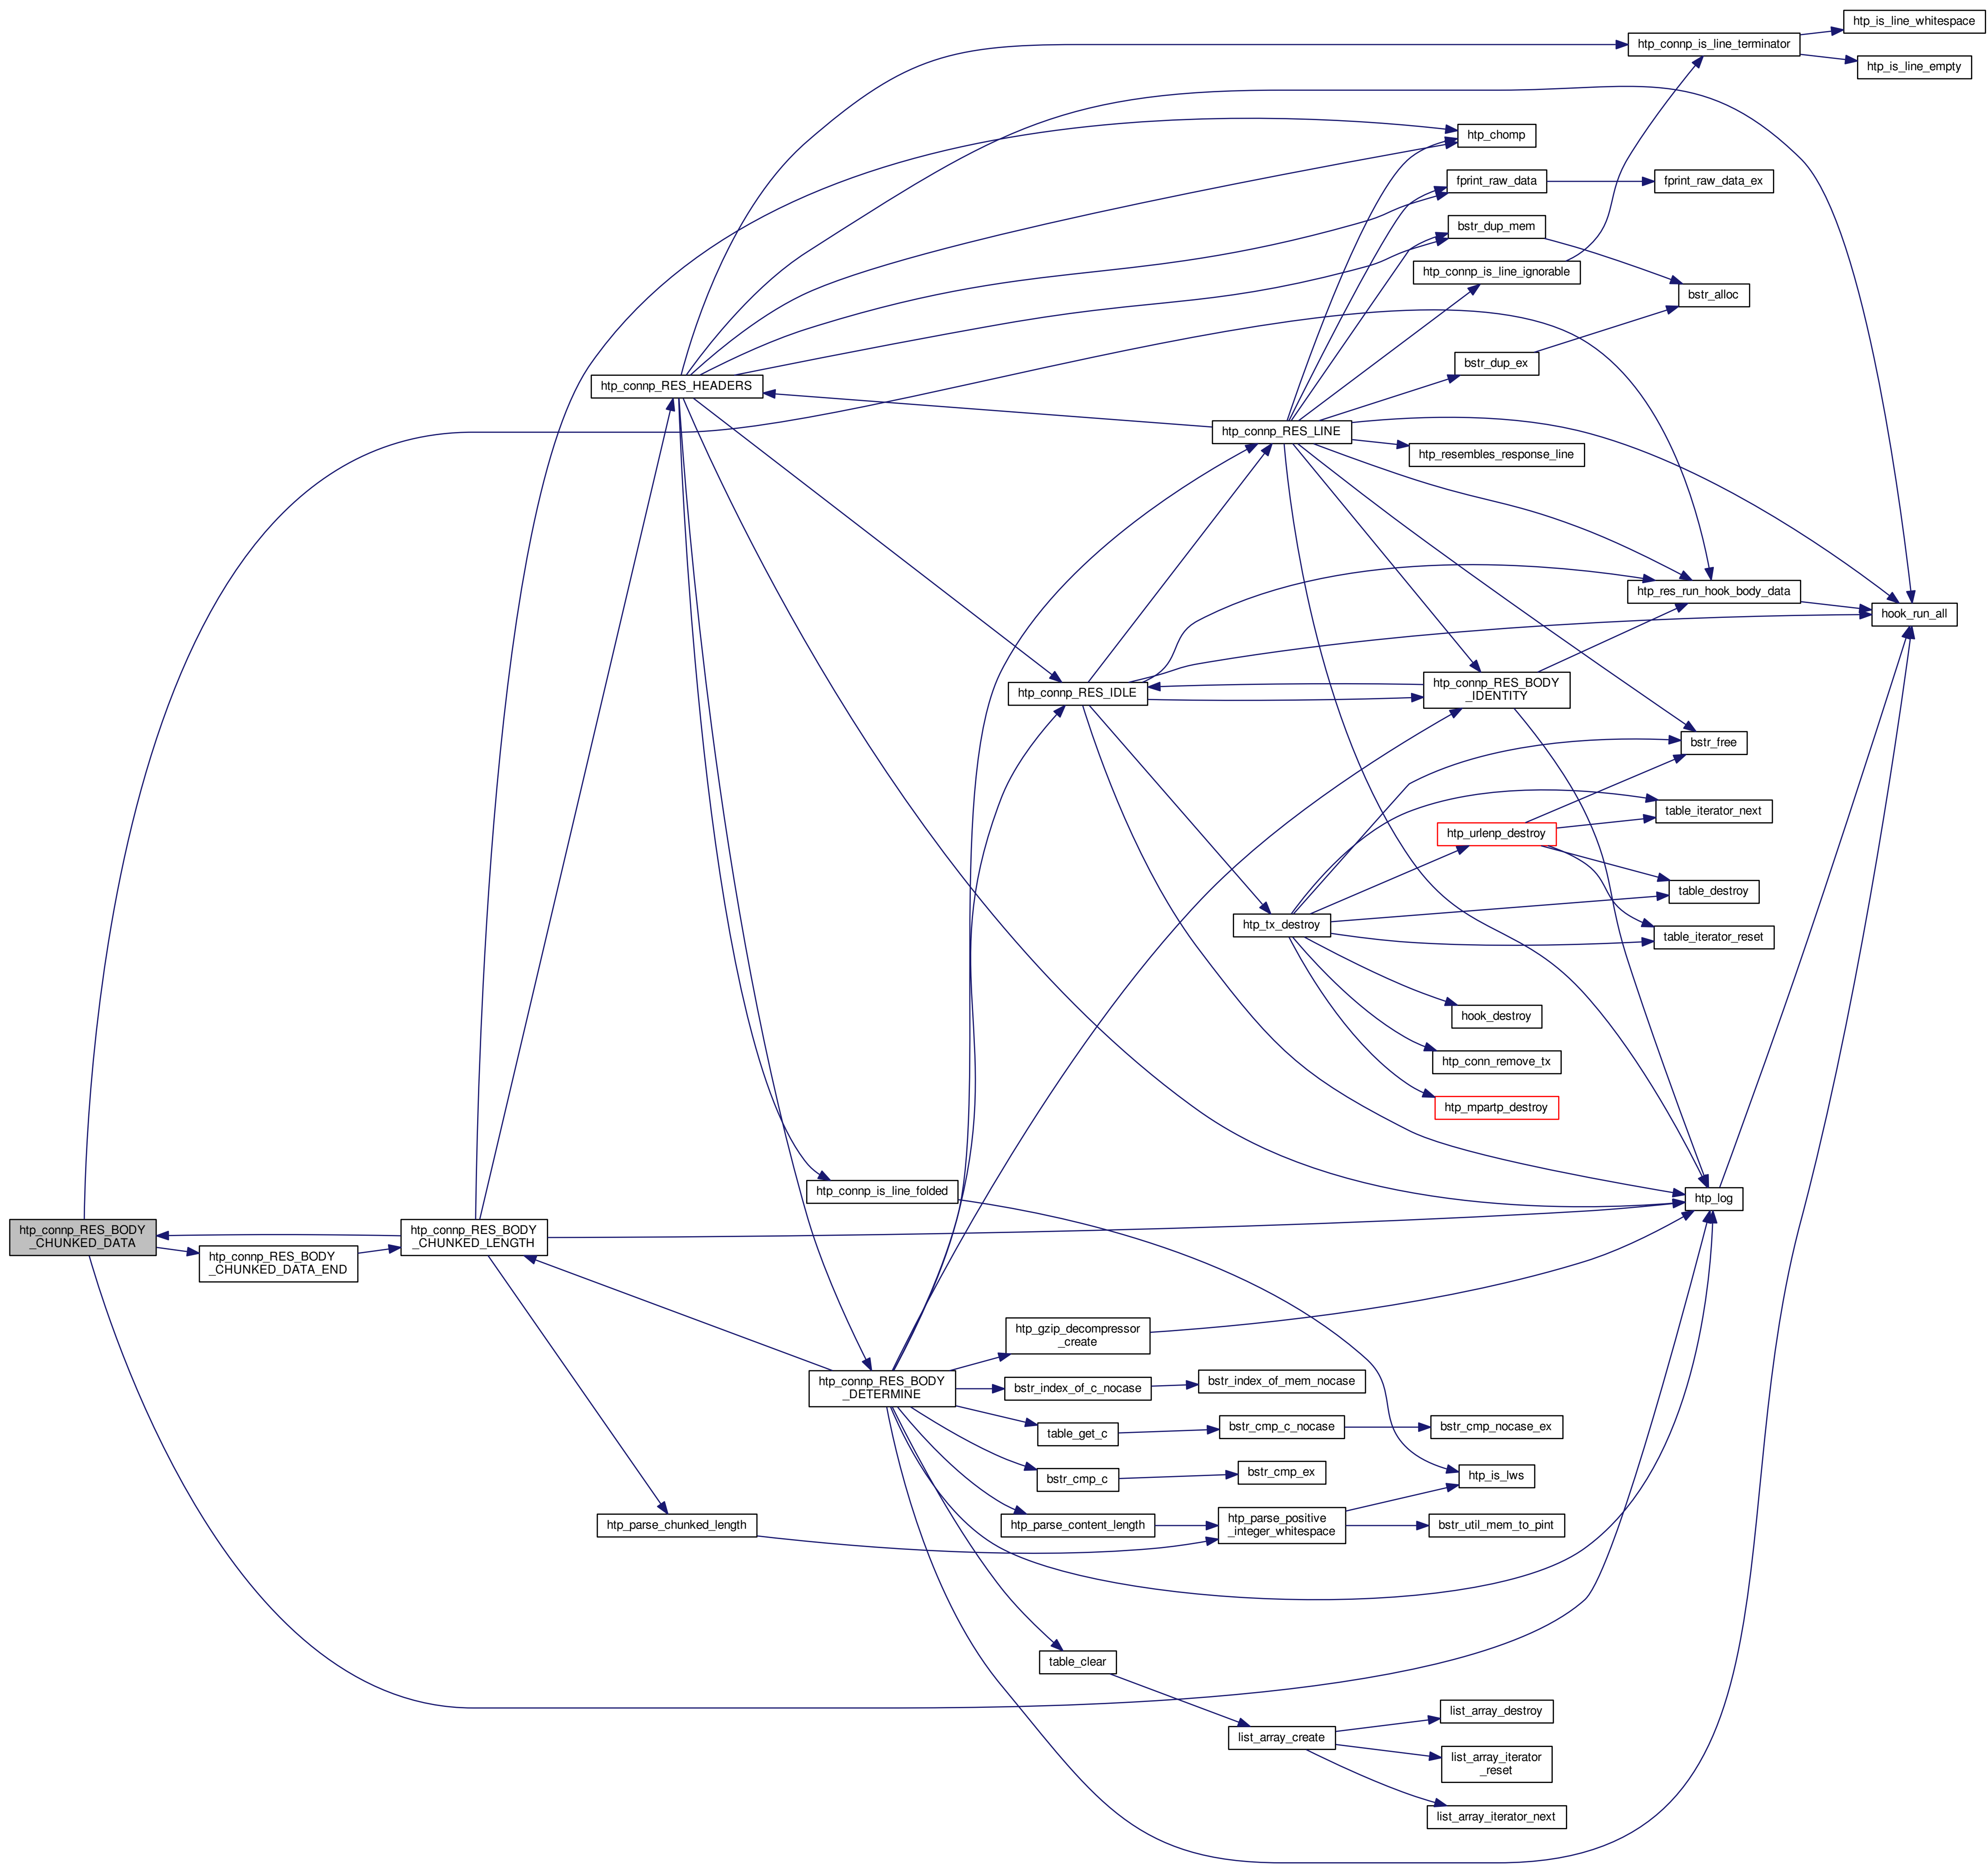 htp_is_line_whitespace
htp_connp_is_line_terminator
htp_is_line_empty
htp_chomp
fprint_raw_data
fprint_raw_data_ex
bstr_dup_mem
htp_connp_is_line_ignorable
bstr_alloc
bstr_dup_ex
htp_connp_RES_HEADERS
htp_connp_RES_LINE
htp_resembles_response_line
htp_res_run_hook_body_data
hook_run_all
htp_connp_RES_IDLE
htp_connp_RES_BODY
_IDENTITY
bstr_free
table_iterator_next
htp_urlenp_destroy
table_destroy
htp_tx_destroy
table_iterator_reset
hook_destroy
htp_conn_remove_tx
htp_mpartp_destroy
htp_connp_is_line_folded
htp_log
htp_connp_RES_BODY
_CHUNKED_DATA
htp_connp_RES_BODY
_CHUNKED_DATA_END
htp_connp_RES_BODY
_CHUNKED_LENGTH
htp_gzip_decompressor
_create
htp_connp_RES_BODY
_DETERMINE
bstr_index_of_c_nocase
bstr_index_of_mem_nocase
table_get_c
bstr_cmp_c_nocase
bstr_cmp_nocase_ex
bstr_cmp_c
bstr_cmp_ex
htp_is_lws
htp_parse_chunked_length
htp_parse_content_length
htp_parse_positive
_integer_whitespace
bstr_util_mem_to_pint
table_clear
list_array_destroy
list_array_create
list_array_iterator
_reset
list_array_iterator_next